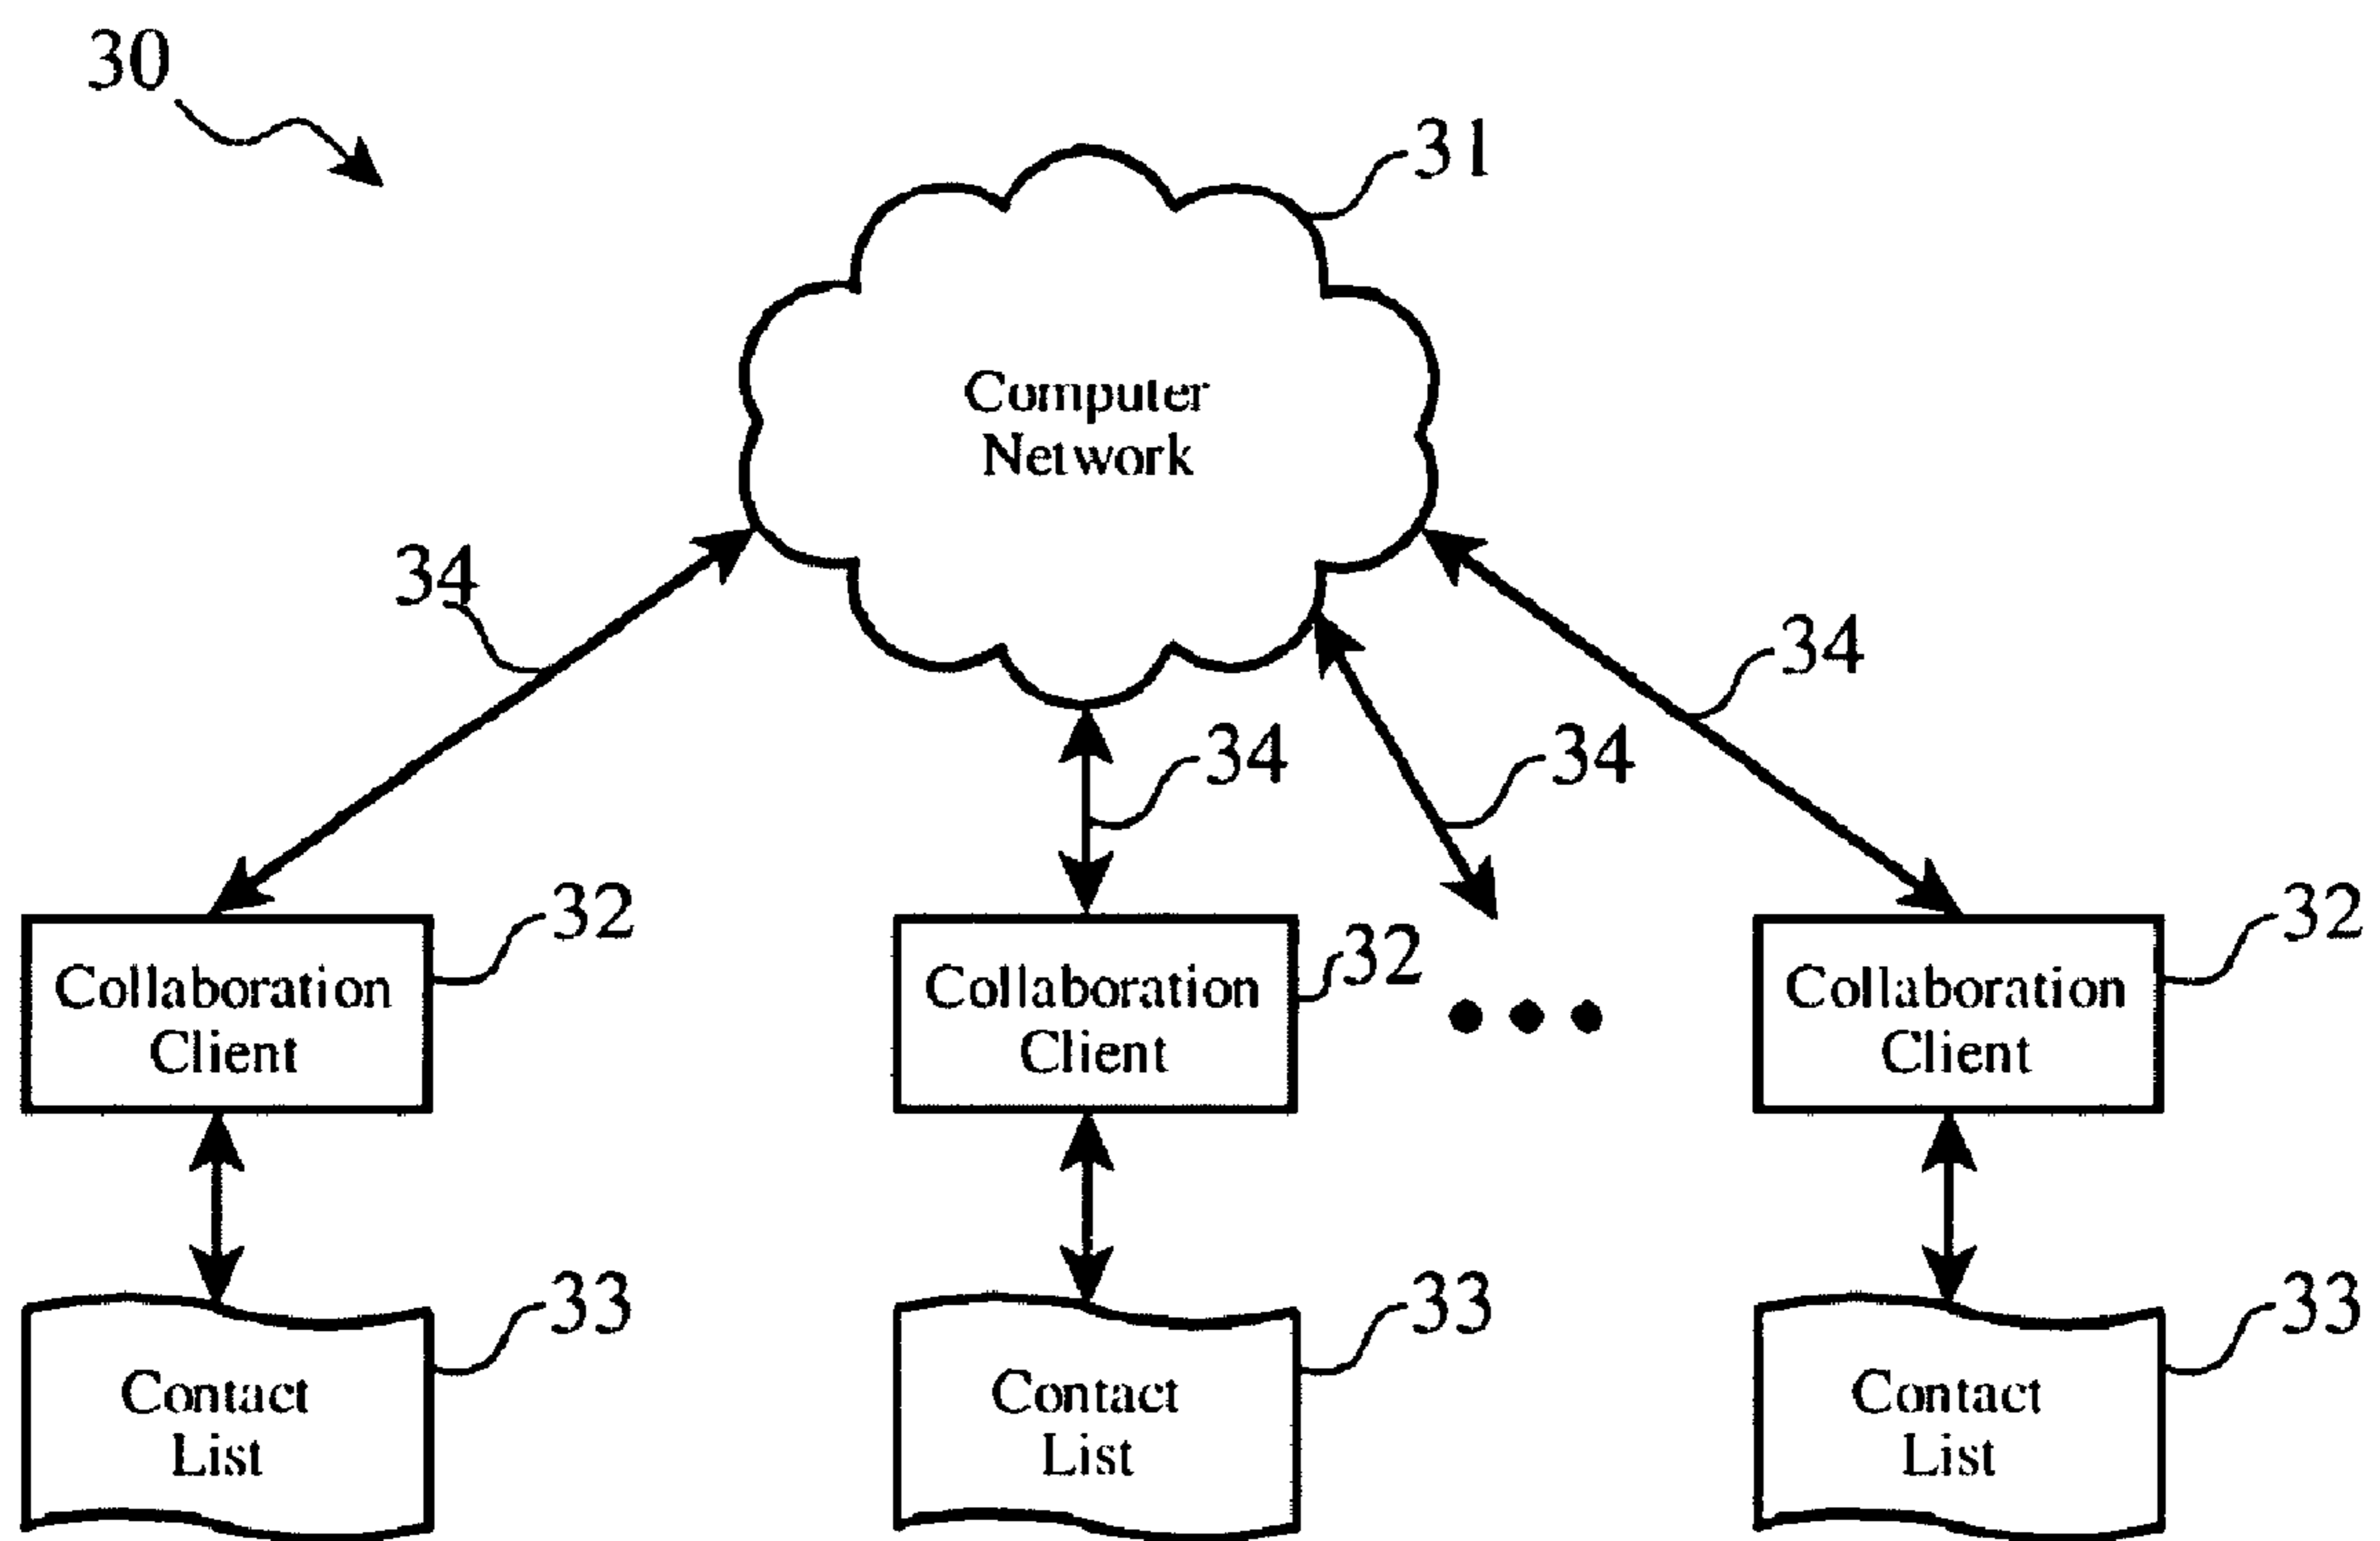 30
31
Computer
Network
34
34
34
34
32
32
32
Collaboration
Client
Collaboration
Client
Collaboration
Client
33
33
33
Contact
List
Contact
List
Contact
List